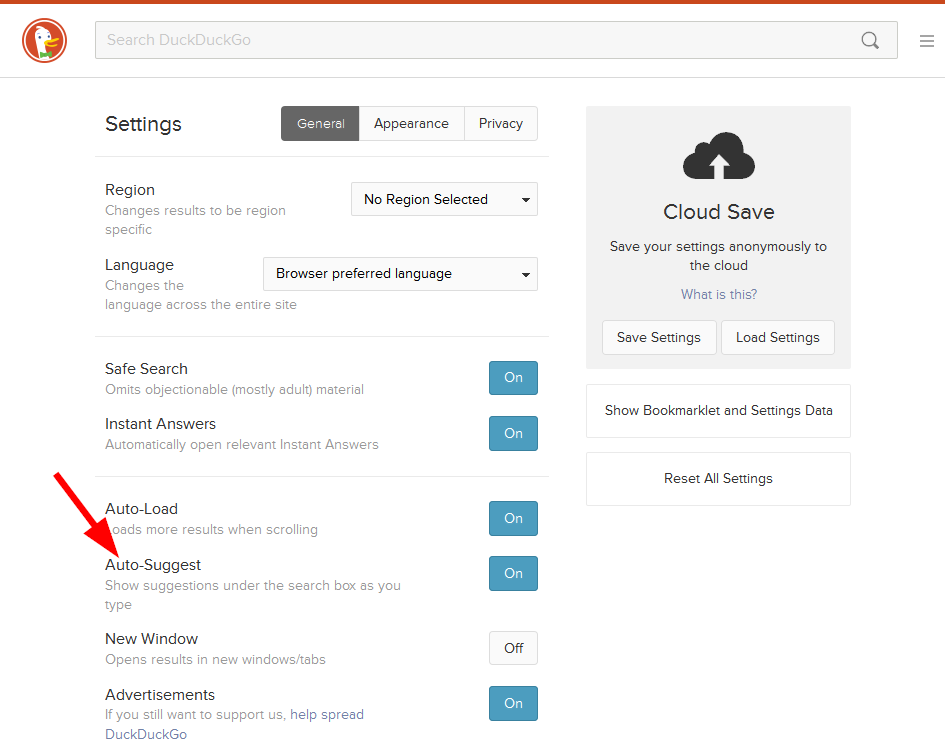 Search DuckDuckGo
Settings
General
Appearance
Privacy
Region
Changes results to be region
specific
No Region Selected
Language
Changes the
language across the entire site
Browser preferred language
Safe Search
Omits objectionable (mostly adult) material
On
Instant Answers
Automatically open relevant Instant Answers
On
Auto-Load
Loads more results when scrolling
On
Auto-Suggest
Show suggestions under the search box as you
type
On
New Window
Opens results in new windows/tabs
Off
Advertisements
If you still want to support us, help spread
DuckDuckGo
On
Cloud Save
Save your settings anonymously to
the cloud
What is this?
Save Settings
Load Settings
Show Bookmarklet and Settings Data
Reset All Settings